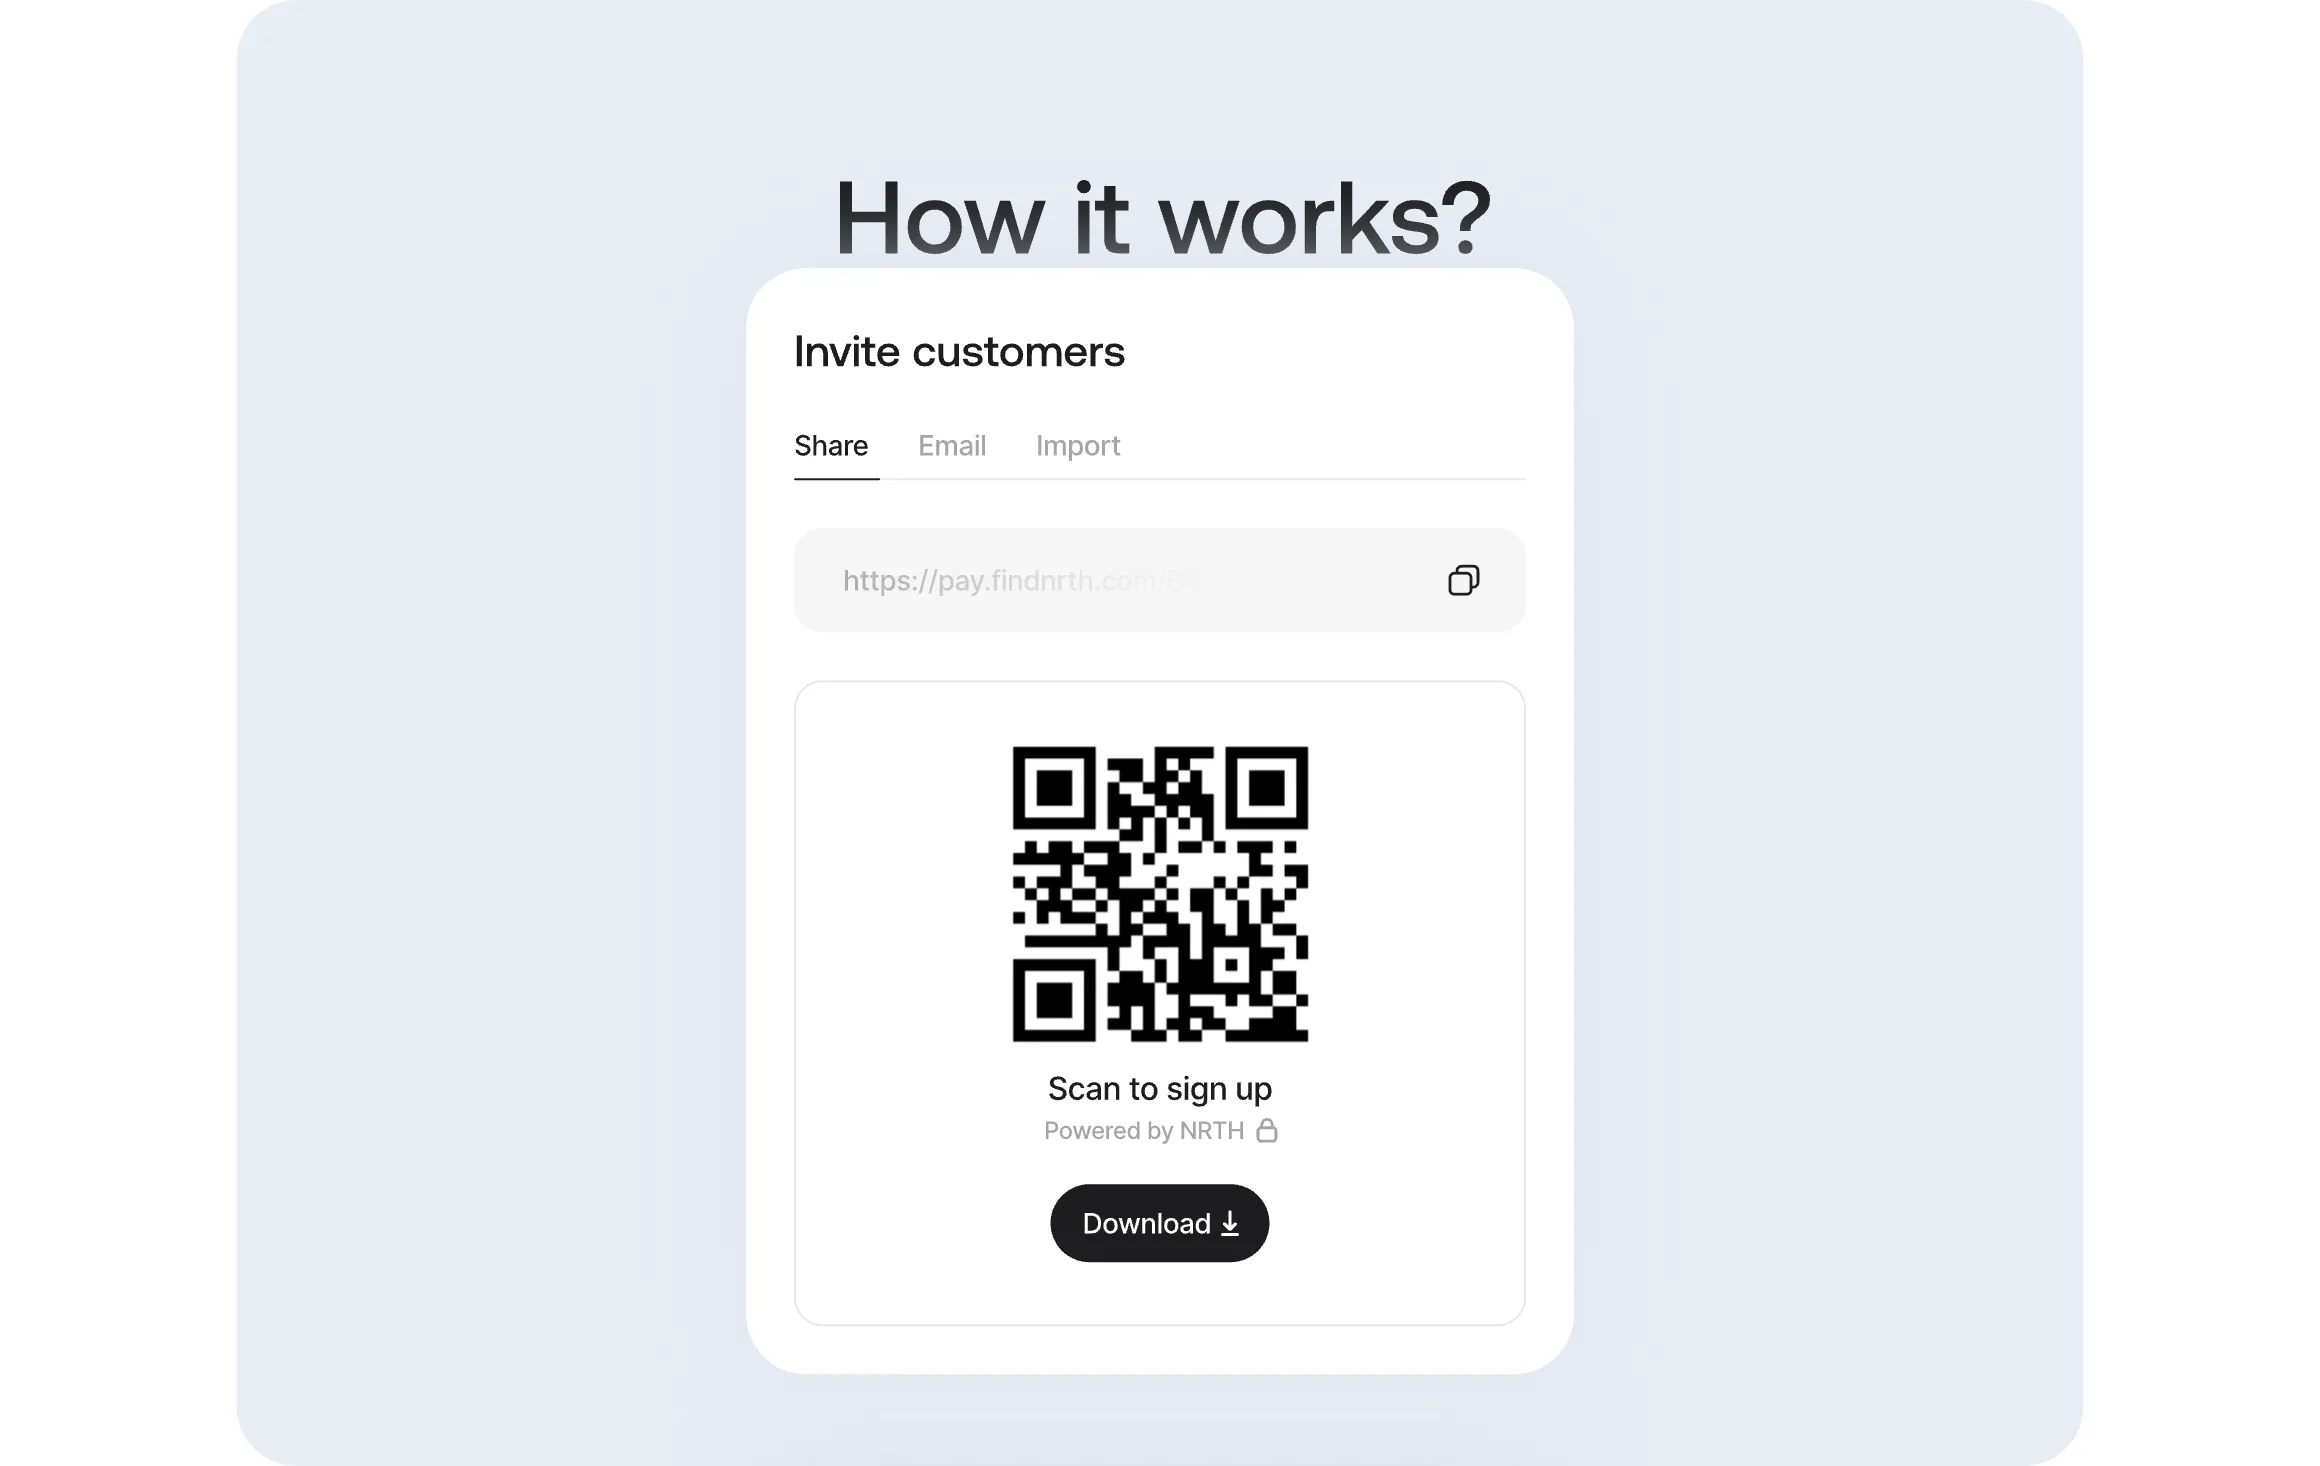 How it works?
Invite customers
Share Email Import
https://pay.findnrth.com/B
Scan to sign up
Powered by NRTH
Download